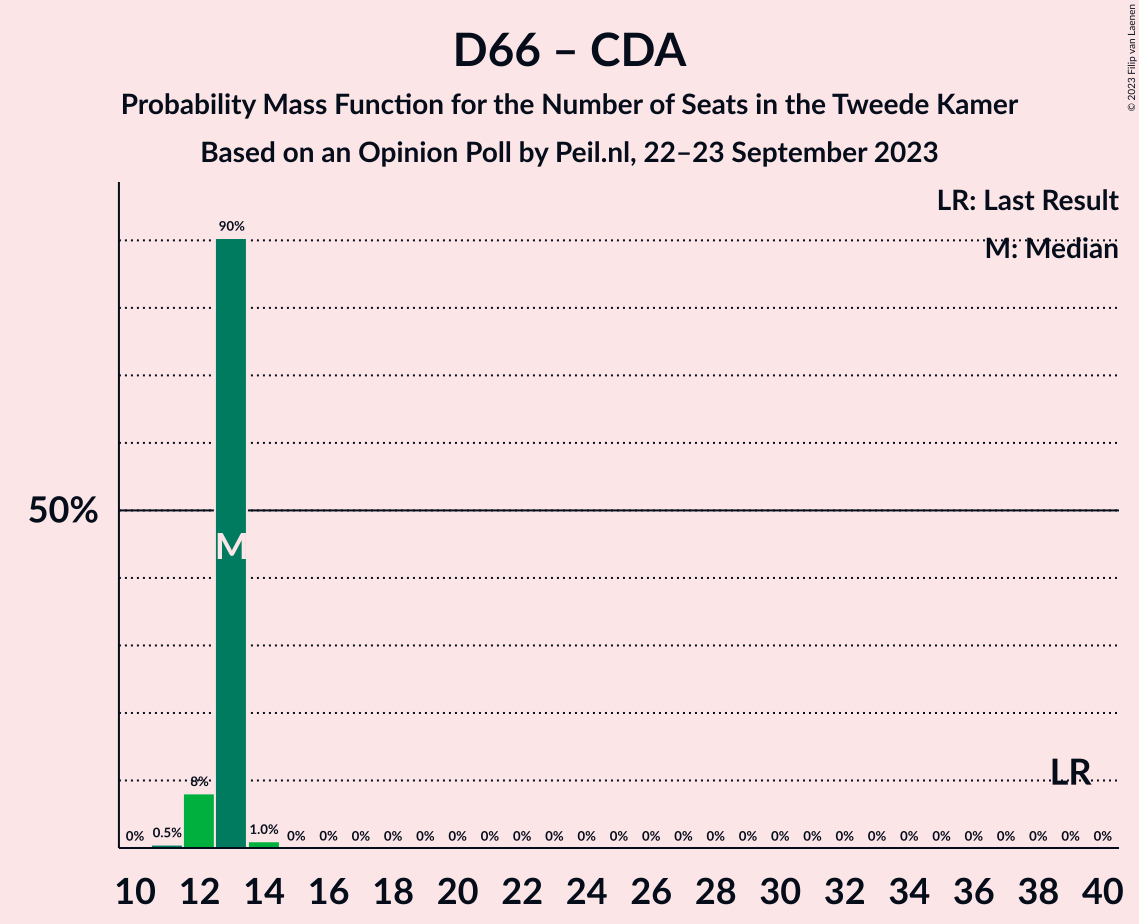 D66 – CDA
Probability Mass Function for the Number of Seats in the Tweede Kamer
Based on an Opinion Poll by Peil.nl, 22–23 September 2023
© 2023 Filip van Laenen
LR: Last Result
M: Median
90%
50%
M
LR
8%
0% 0.5% 1.0% 0% 0% 0% 0% 0% 0% 0% 0% 0% 0% 0% 0% 0% 0% 0% 0% 0% 0% 0% 0% 0% 0% 0% 0% 0% 0%
10 12 14 16 18 20 22 24 26 28 30 32 34 36 38 40